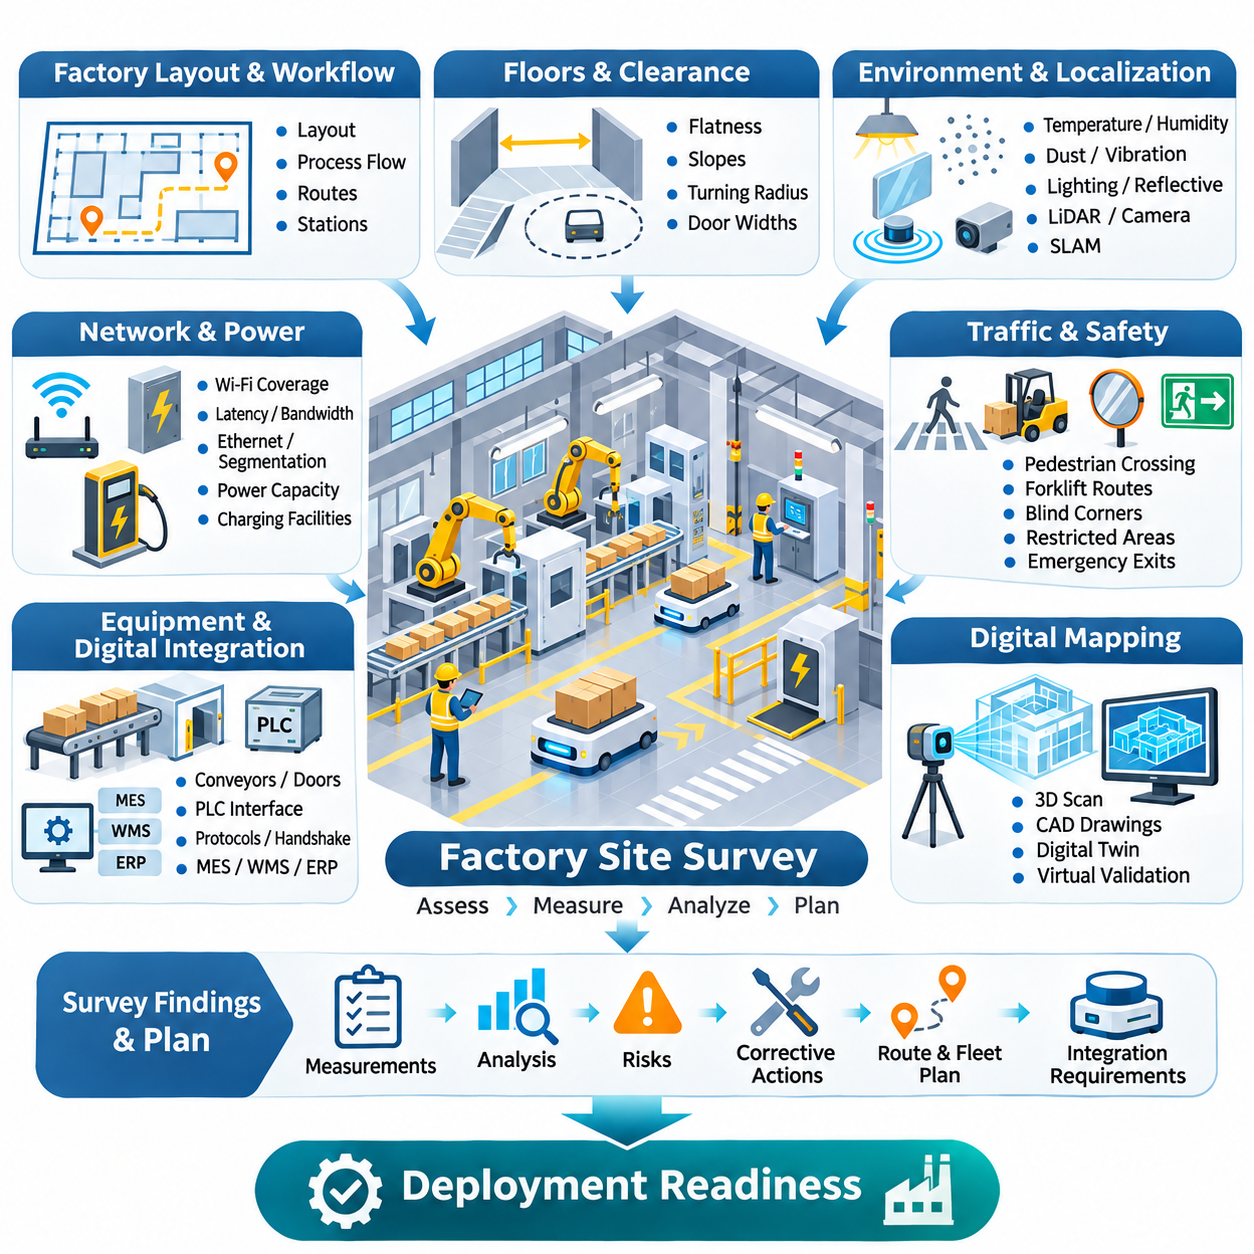 Factory Layout & Workflow
Layout
Process Flow
Routes
Stations
Floors & Clearance
Flatness
Slopes
Turning Radius
Door Widths
Environment & Localization
Temperature / Humidity
Dust / Vibration
Lighting / Reflective
LiDAR / Camera
SLAM
Network & Power
Wi-Fi Coverage
Latency / Bandwidth
Ethernet /
Segmentation
Power Capacity
Charging Facilities
Traffic & Safety
Pedestrian Crossing
Forklift Routes
Blind Corners
Restricted Areas
Emergency Exits
Equipment &
Digital Integration
PLC
MES
WMS
ERP
Conveyors / Doors
PLC Interface
Protocols / Handshake
MES / WMS / ERP
Digital Mapping
3D Scan
CAD Drawings
Digital Twin
Virtual Validation
Factory Site Survey
Assess > Measure > Analyze > Plan
Survey Findings
& Plan
Measurements
Analysis
Risks
Corrective
Actions
Route & Fleet
Plan
Integration
Requirements
Deployment Readiness